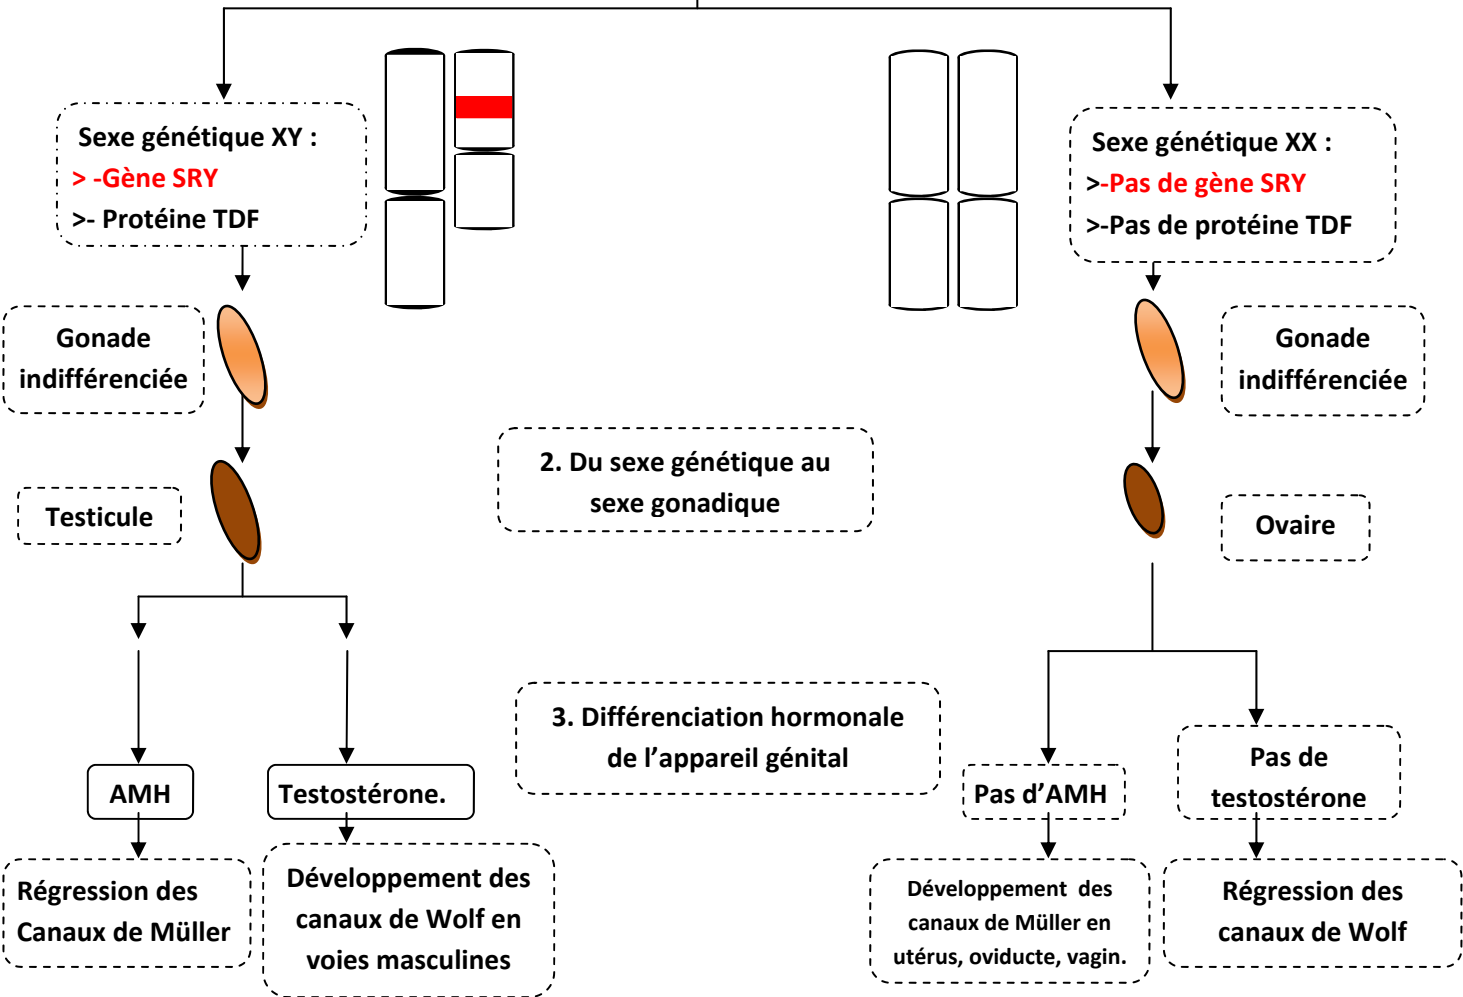 Sexe génétique XY :
> -Gène SRY
>- Protéine TDF
Sexe génétique XX :
>-Pas de gène SRY
>-Pas de protéine TDF
Gonade
indifférenciée
Gonade
indifférenciée
2. Du sexe génétique au
sexe gonadique
Testicule
Ovaire
3. Différenciation hormonale
de l’appareil génital
AMH
Testostérone.
Pas d’AMH
Pas de
testostérone
Régression des
Canaux de Müller
Développement des
canaux de Wolf en
voies masculines
Développement des
canaux de Müller en
utérus, oviducte, vagin.
Régression des
canaux de Wolf